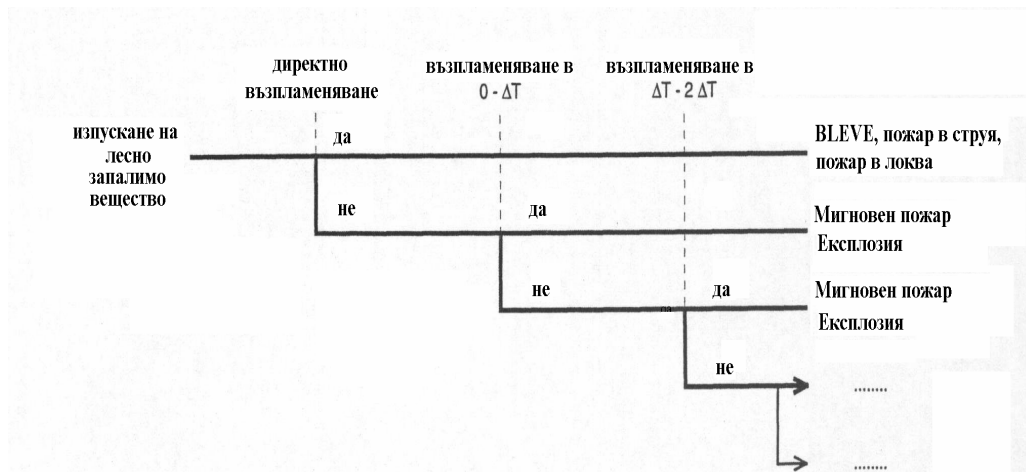 директно
възпламеняване
възпламеняване в
0 - ΔT
възпламеняване в
ΔT - 2 ΔT
изпускане на
лесно
запалимо
вещество
да
BLEVE, пожар в струя,
пожар в локва
не
да
Мигновен пожар
Експлозия
не
да
Мигновен пожар
Експлозия
не
........
........